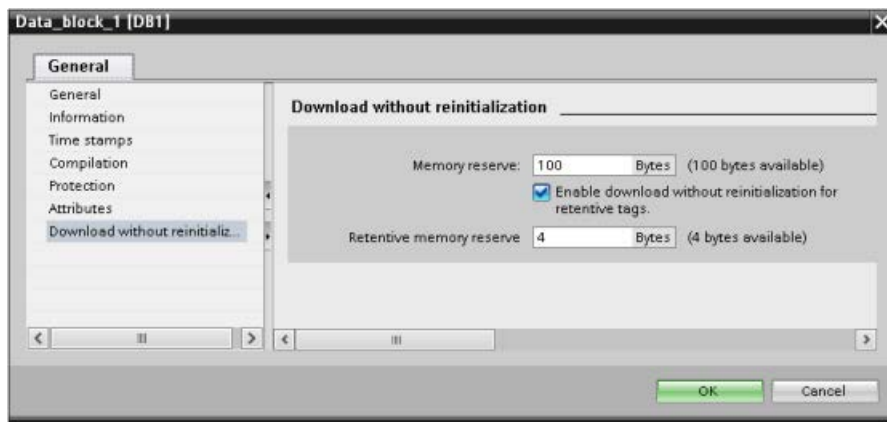 Data_block_1 [DB1]
General
General
Information
Time stamps
Compilation
Protection
Attributes
Download without reinitializ...
Download without reinitialization
Memory reserve: 100 Bytes (100 bytes available)
Enable download without reinitialization for
retentive tags.
Retentive memory reserve 4 Bytes (4 bytes available)
OK Cancel